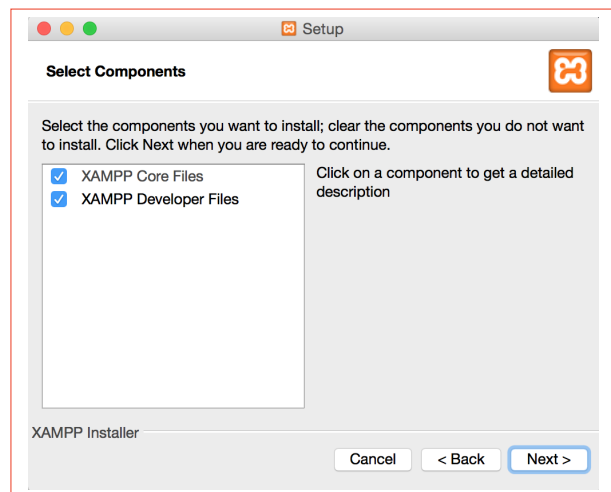 Setup
Select Components
Select the components you want to install; clear the components you do not want
to install. Click Next when you are ready to continue.
XAMPP Core Files
XAMPP Developer Files
Click on a component to get a detailed
description
XAMPP Installer
Cancel
< Back
Next >